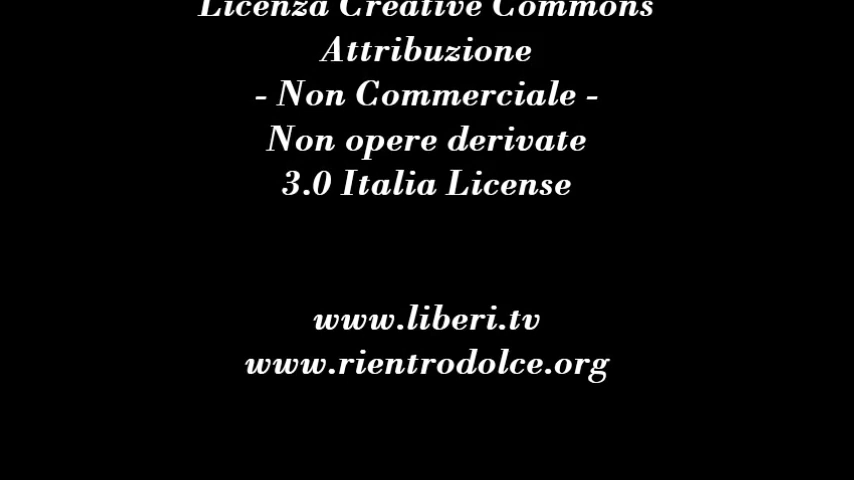 Licenza Creative Commons
Attribuzione
- Non Commerciale -
Non opere derivate
3.0 Italia License
www.liberi.tv
www.rientrodolce.org